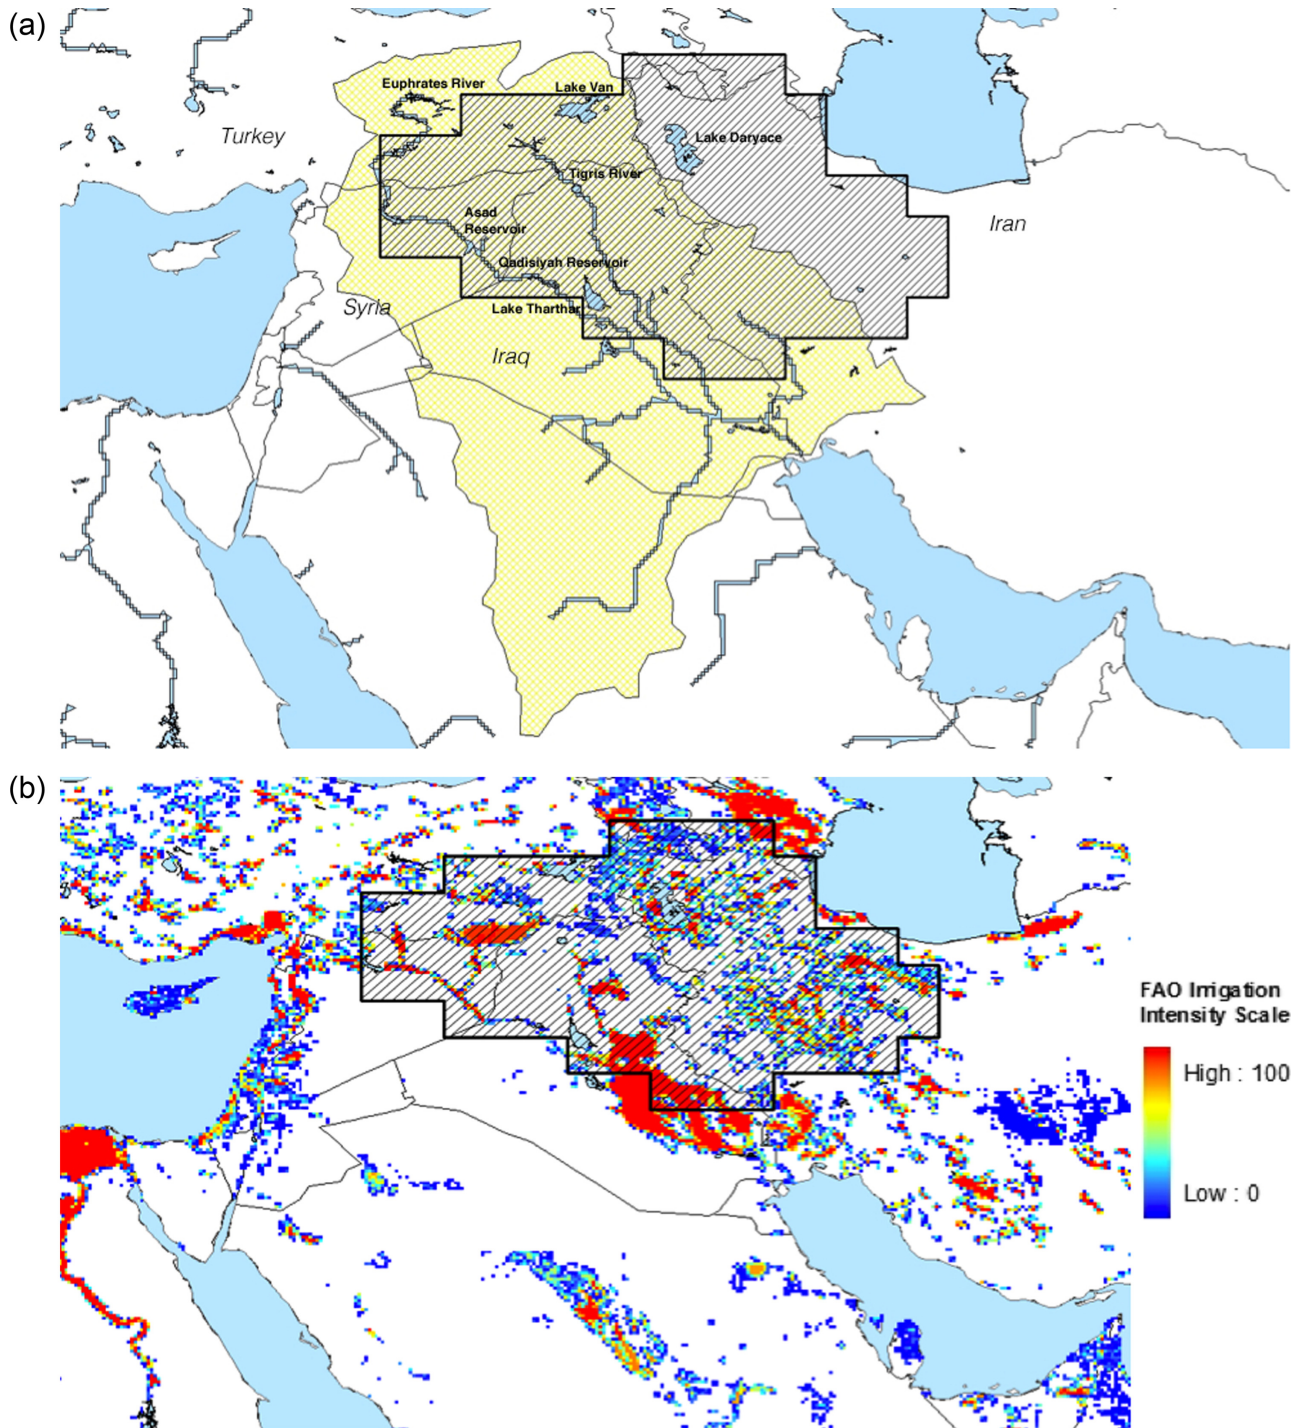 (a)
Euphrates River
Lake Van
Turkey
Lake Daryace
Tigris River
Asad
Reservoir
Iran
Qadisiyah Reservoir
Syria
Lake Tharthar
Iraq
(b)
FAO Irrigation
Intensity Scale
High : 100
Low : 0